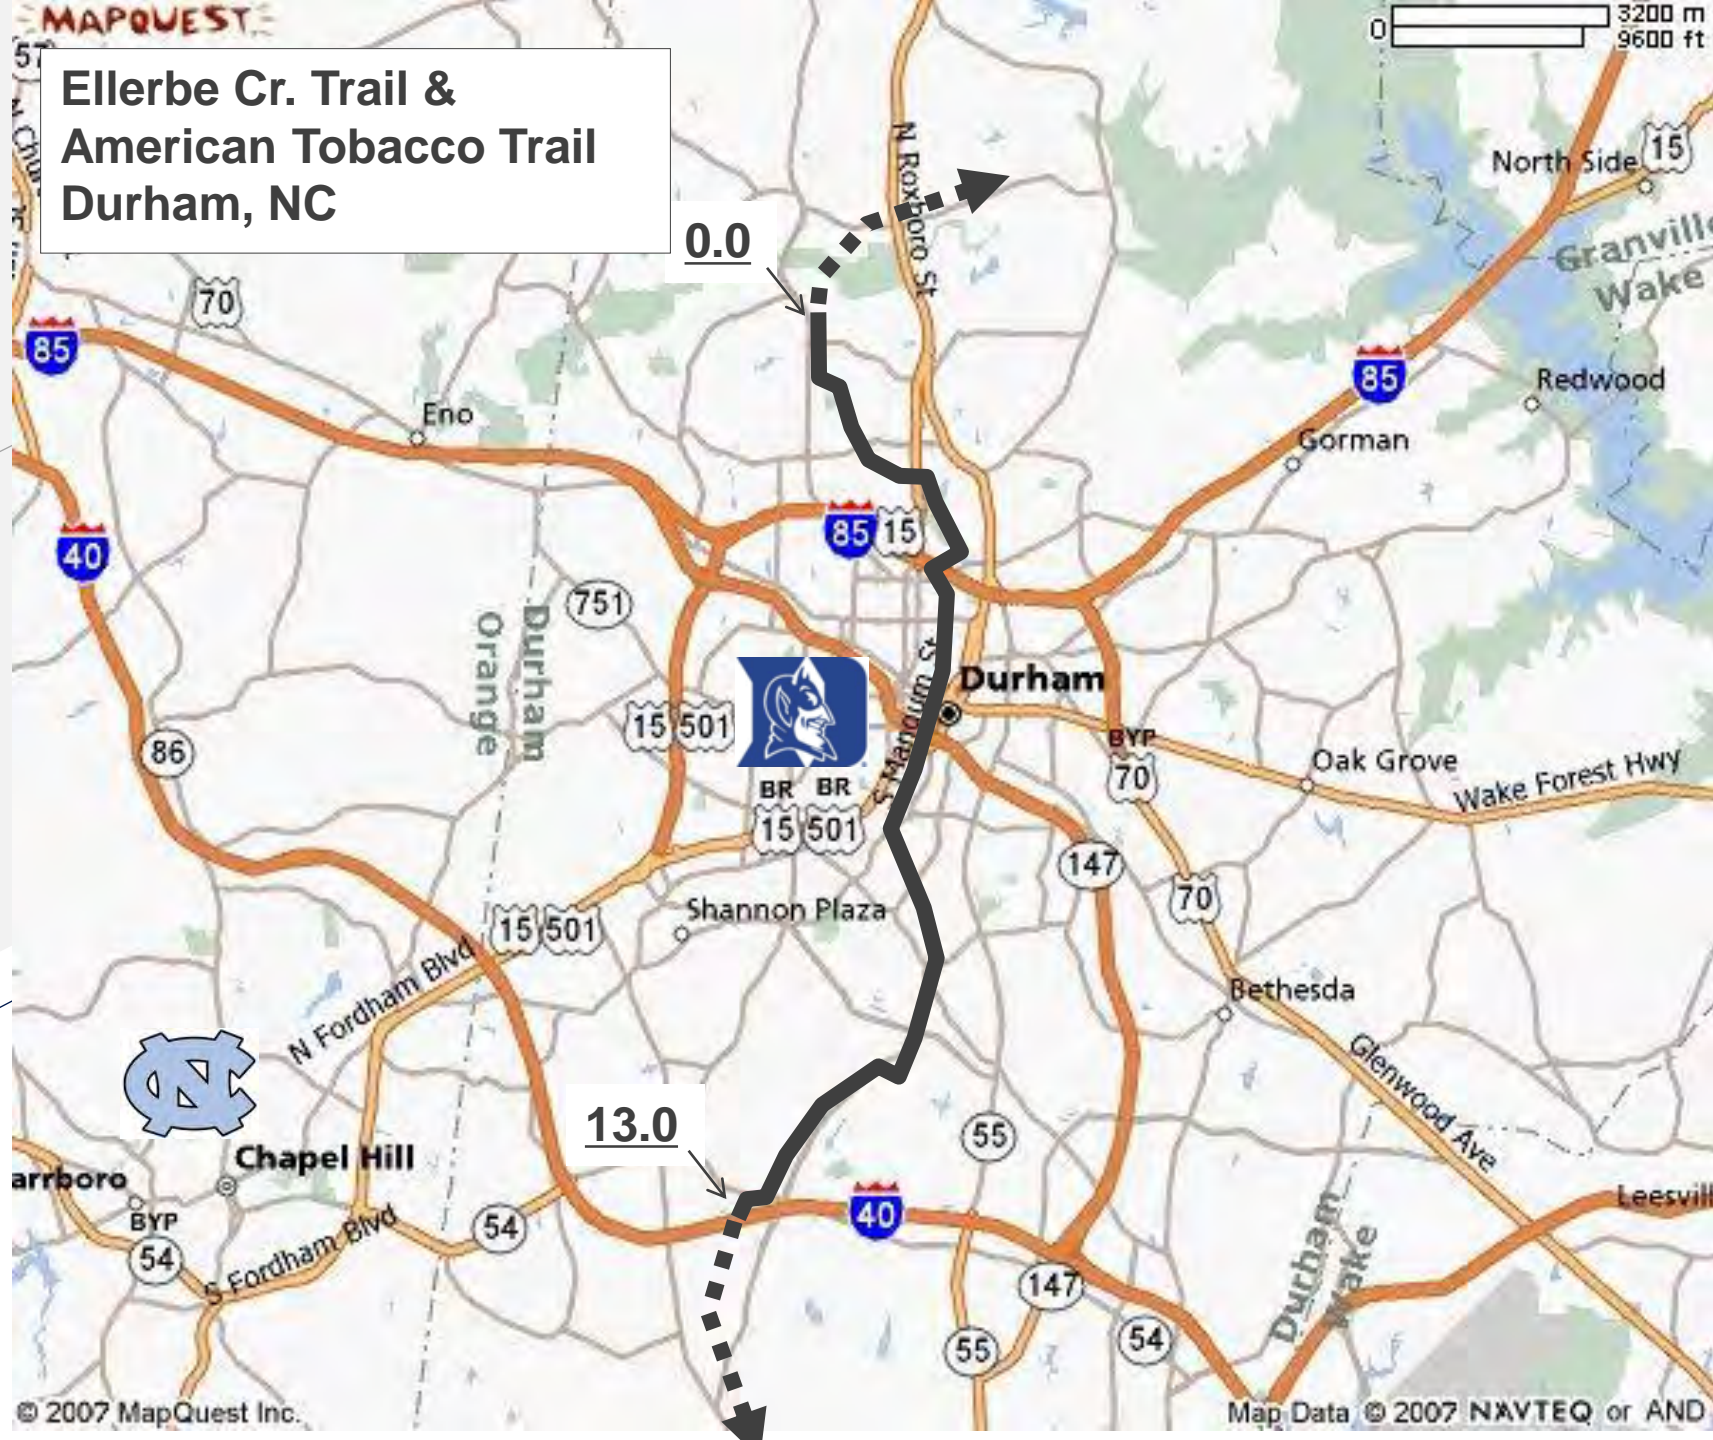 MAPQUEST
3200 m
0
9600 ft
57
Ellerbe Cr. Trail &
American Tobacco Trail
Durham, NC
N Roxboro St
North Side
15
0.0
Granville
Wake
70
85
85
Redwood
Eno
Gorman
40
85
15
751
Durham
Orange
S Mangum St
Durham
15
501
86
BYP
70
Oak Grove
Wake Forest Hwy
BR
BR
15
501
147
70
Shannon Plaza
15
501
N Fordham Blvd
Bethesda
Glenwood Ave
NC
13.0
55
Chapel Hill
arrboro
BYP
54
54
S Fordham Blvd
40
Leesvill
Durham
Wake
147
55
54
© 2007 MapQuest Inc.
Map Data © 2007 NAVTEQ or AND